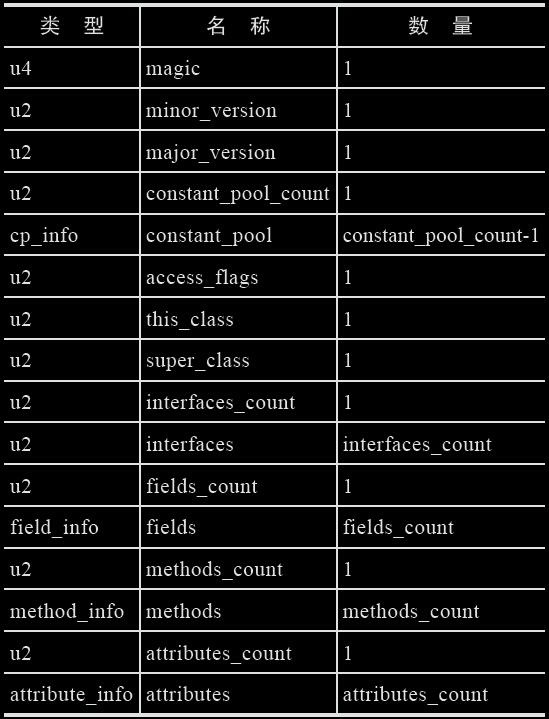 类 型 名 称 数 量
u4 magic 1
u2 minor_version 1
u2 major_version 1
u2 constant_pool_count 1
cp_info constant_pool constant_pool_count-1
u2 access_flags 1
u2 this_class 1
u2 super_class 1
u2 interfaces_count 1
u2 interfaces interfaces_count
u2 fields_count 1
field_info fields fields_count
u2 methods_count 1
method_info methods methods_count
u2 attributes_count 1
attribute_info attributes attributes_count